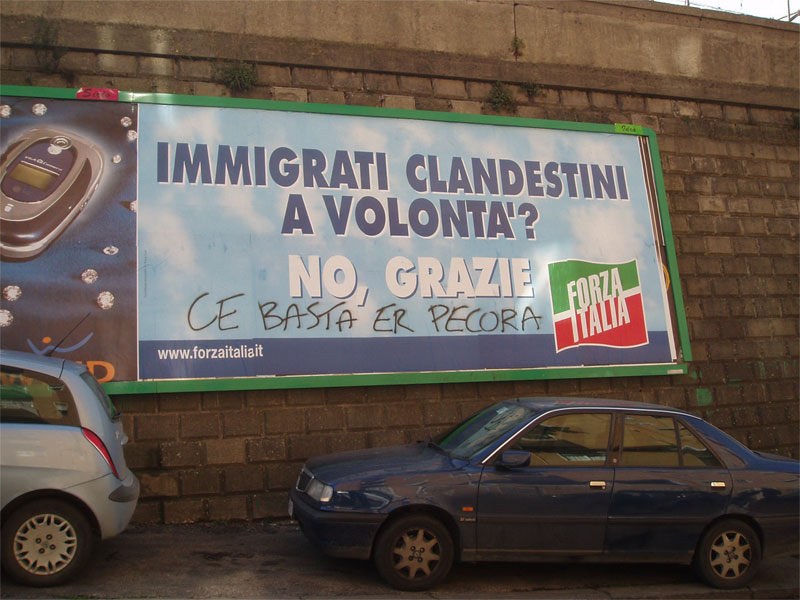 IMMIGRATI CLANDESTINI
A VOLONTA'?
NO, GRAZIE
FORZA
ITALIA
CE BASTA ER PECORA
www.forzaitalia.it